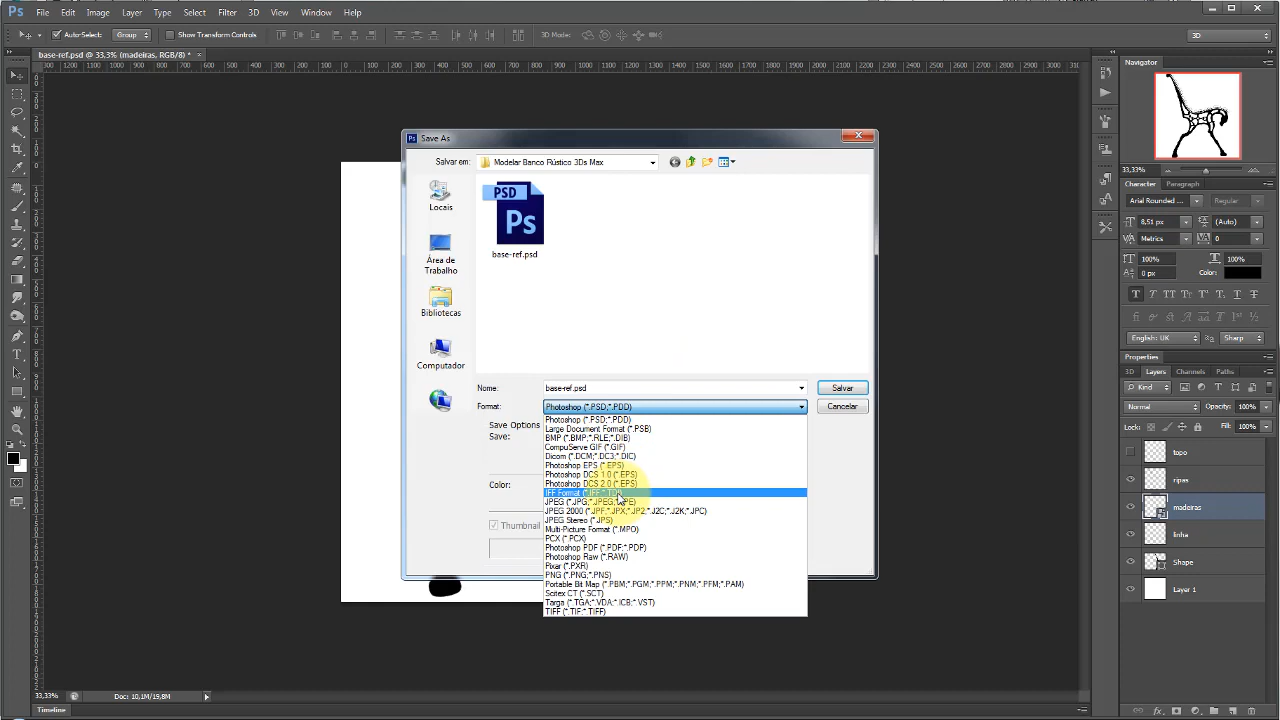 Ps File Edit Image Layer Type Select Filter 3D View Window Help
Auto-Select: Group Show Transform Controls 3D Mode: 3D
base-ref.psd @ 33,3% (madeiras, RGB/8) * ×
Navigator
33,33%
Character Paragraph
Arial Rounded ... Regular
8,51 px (Auto)
Metrics 0
100% 100%
0 px Color:
English: UK Sharp
Properties
3D Layers Channels Paths
Kind
Normal Opacity: 100%
Lock: Fill: 100%
topo
ripas
madeiras
linha
Shape
Layer 1
Ps Save As
Salvar em: Modelar Banco Rústico 3Ds Max
Locais
Área de
Trabalho
Bibliotecas
Computador
PSD
Ps
base-ref.psd
Nome: base-ref.psd Salvar
Format: Photoshop (*.PSD;*.PDD) Cancelar
Save Options
Save:
Color:
Thumbnail
Photoshop (*.PSD;*.PDD)
Large Document Format (*.PSB)
BMP (*.BMP;*.RLE;*.DIB)
CompuServe GIF (*.GIF)
Dicom (*.DCM;*.DC3;*.DIC)
Photoshop EPS (*.EPS)
Photoshop DCS 1.0 (*.EPS)
Photoshop DCS 2.0 (*.EPS)
IFF Format (*.IFF;*.TDI)
JPEG (*.JPG;*.JPEG;*.JPE)
JPEG 2000 (*.JPF;*.JPX;*.JP2;*.J2C;*.J2K;*.JPC)
JPEG Stereo (*.JPS)
Multi-Picture Format (*.MPO)
PCX (*.PCX)
Photoshop PDF (*.PDF;*.PDP)
Photoshop Raw (*.RAW)
Pixar (*.PXR)
PNG (*.PNG;*.PNS)
Portable Bit Map (*.PBM;*.PGM;*.PPM;*.PNM;*.PFM;*.PAM)
Scitex CT (*.SCT)
Targa (*.TGA;*.VDA;*.ICB;*.VST)
TIFF (*.TIF;*.TIFF)
33,33% Doc: 10,1M/19,8M
Timeline